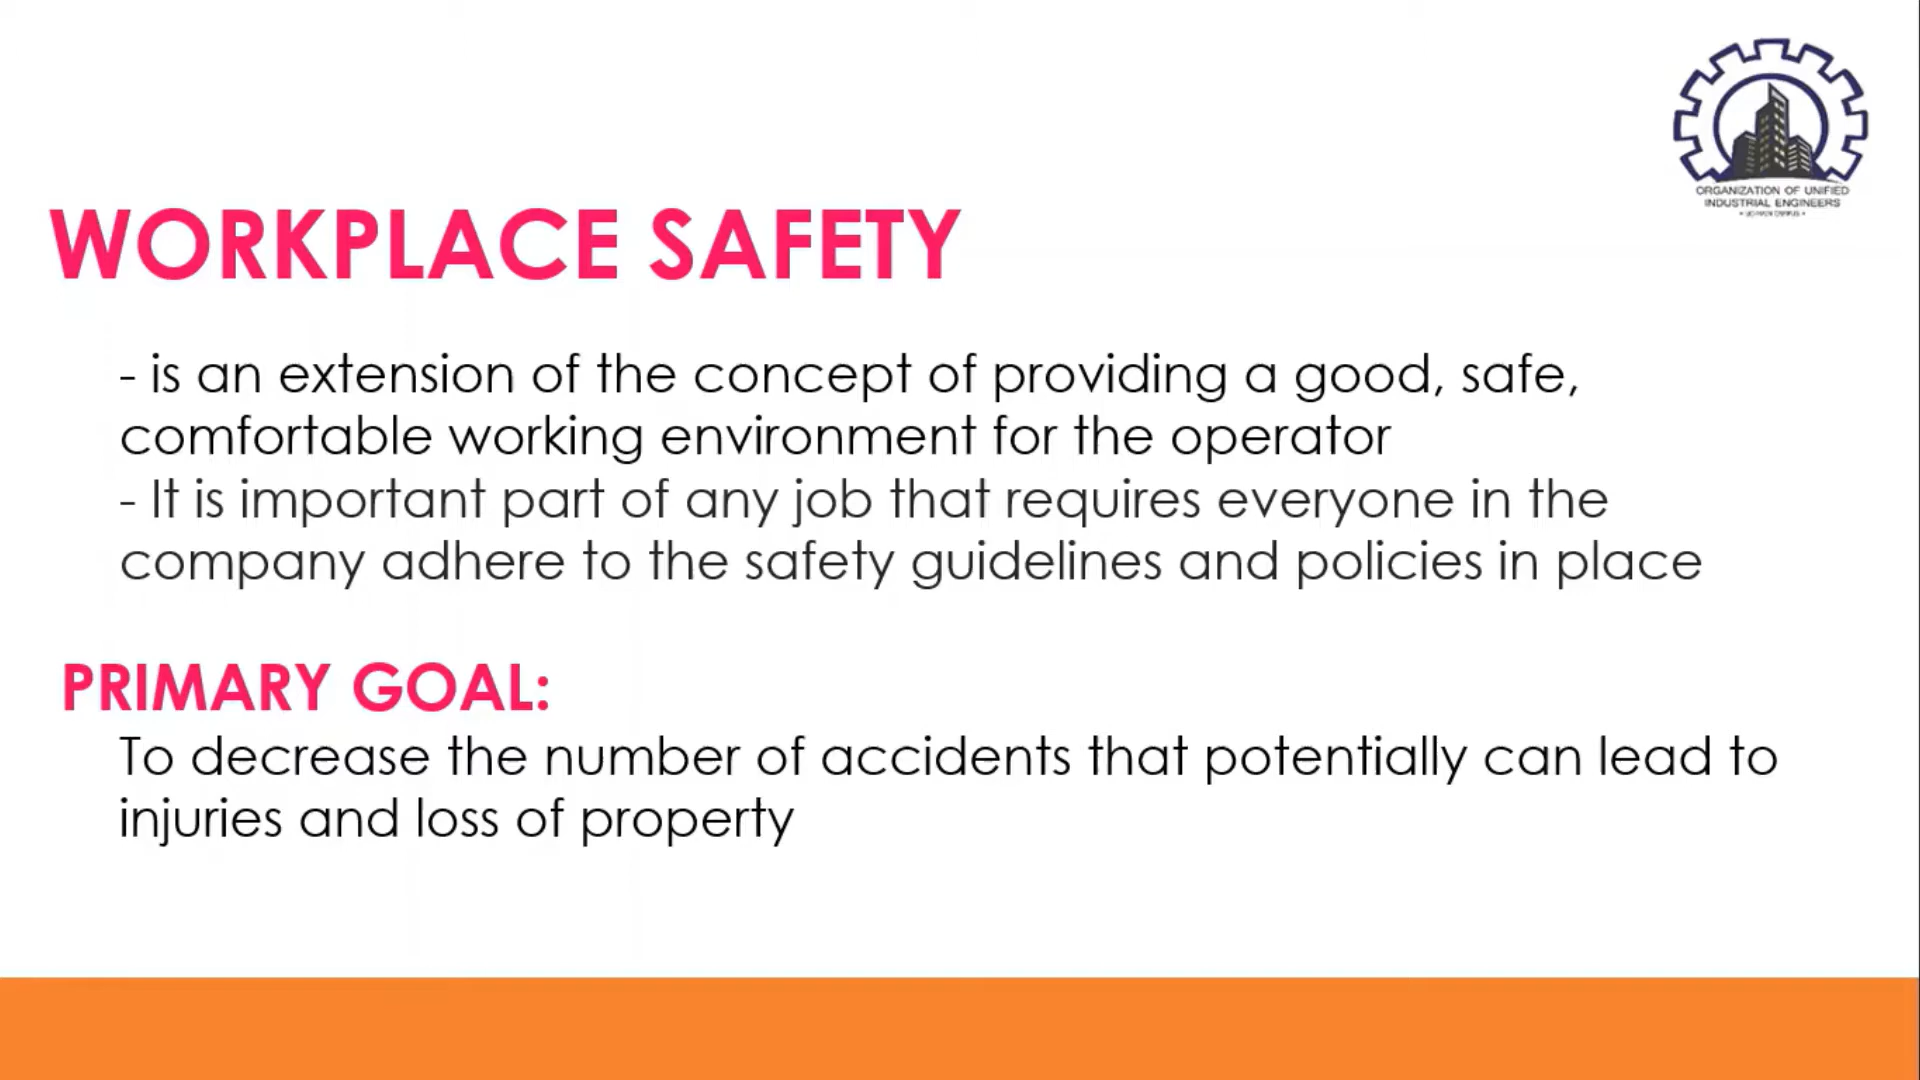 ORGANIZATION OF UNIFIED
INDUSTRIAL ENGINEERS
WORKPLACE SAFETY
- is an extension of the concept of providing a good, safe,
comfortable working environment for the operator
- It is important part of any job that requires everyone in the
company adhere to the safety guidelines and policies in place
PRIMARY GOAL:
To decrease the number of accidents that potentially can lead to
injuries and loss of property